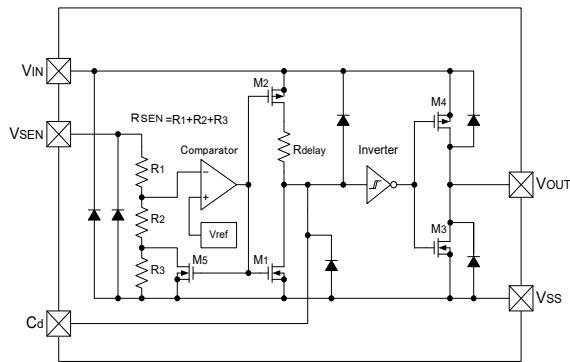 VIN
M2
M4
RSEN =R1+R2+R3
VSEN
Comparator
Inverter
R1
Rdelay
−
+
VOUT
R2
Vref
M3
M5
M1
R3
VSS
Cd